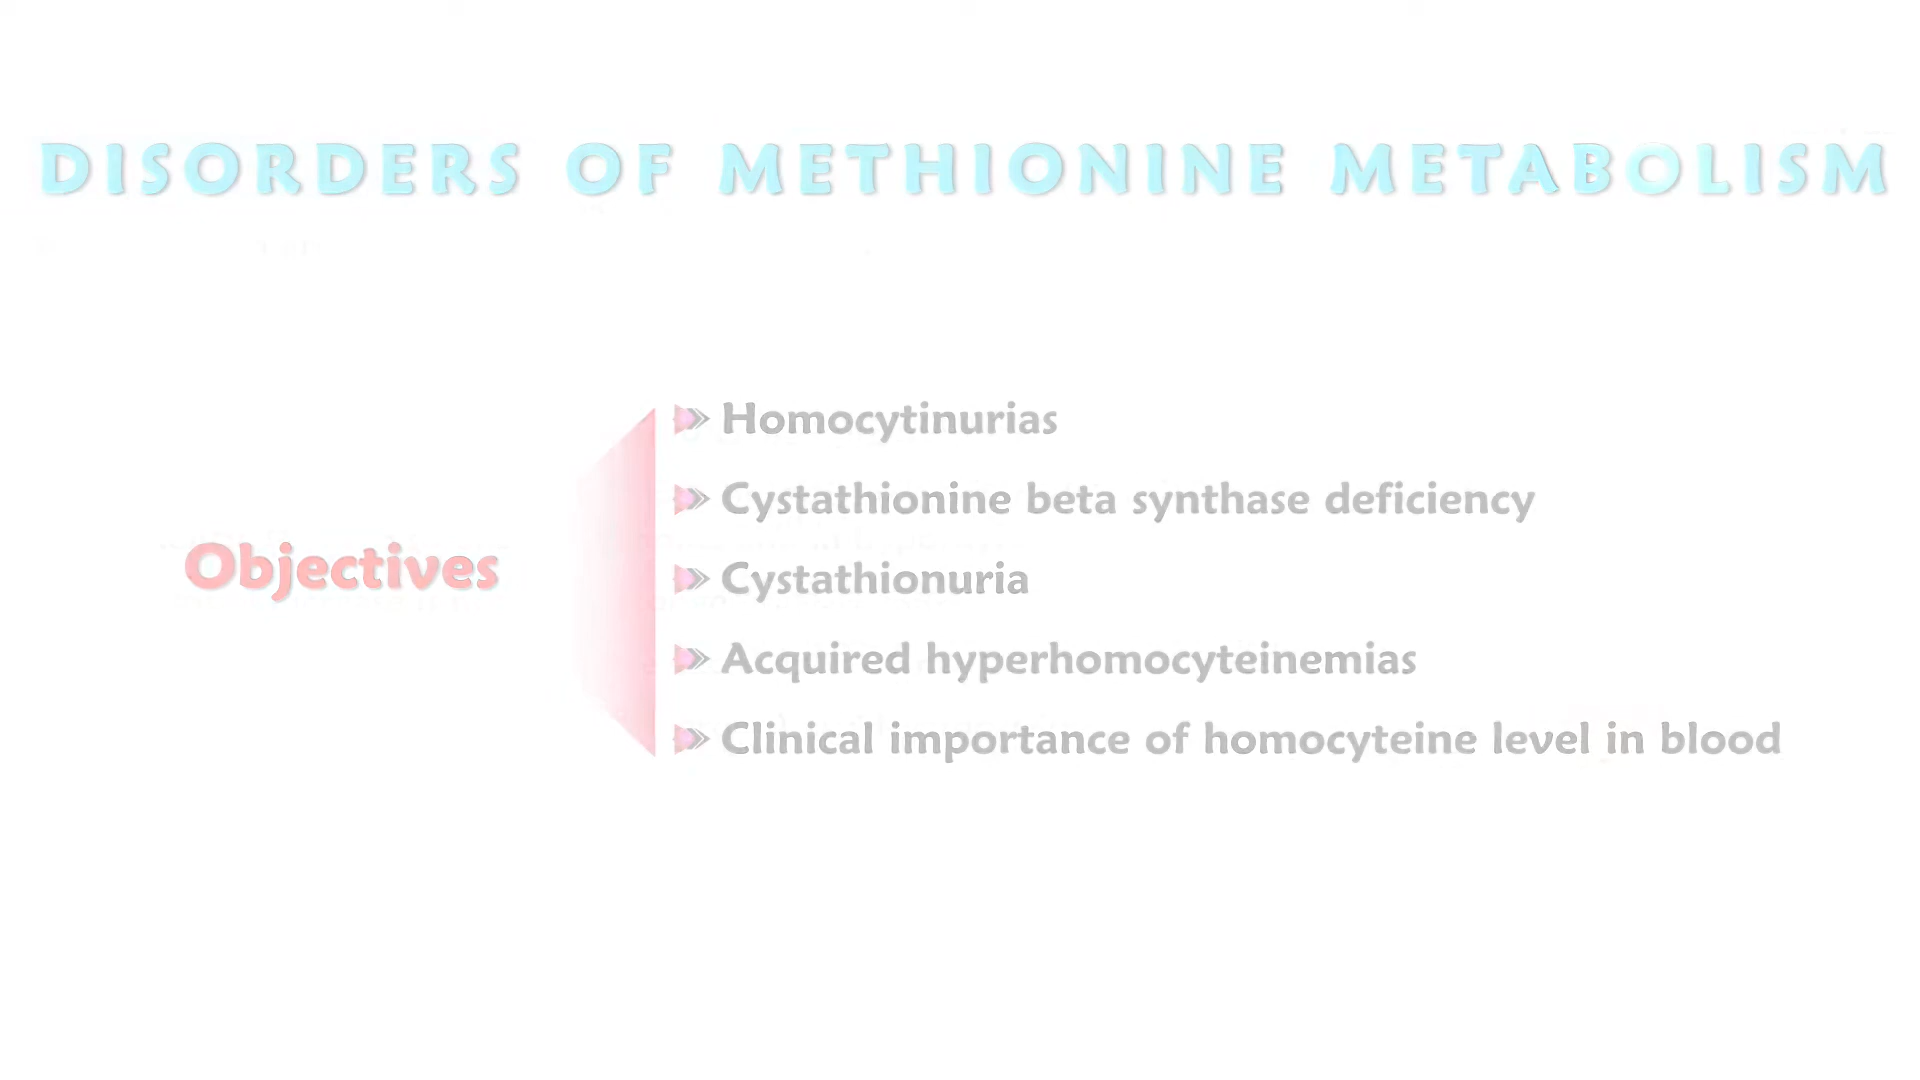 DISORDERS OF METHIONINE METABOLISM
Objectives
Homocytinurias
Cystathionine beta synthase deficiency
Cystathionuria
Acquired hyperhomocyteinemias
Clinical importance of homocyteine level in blood